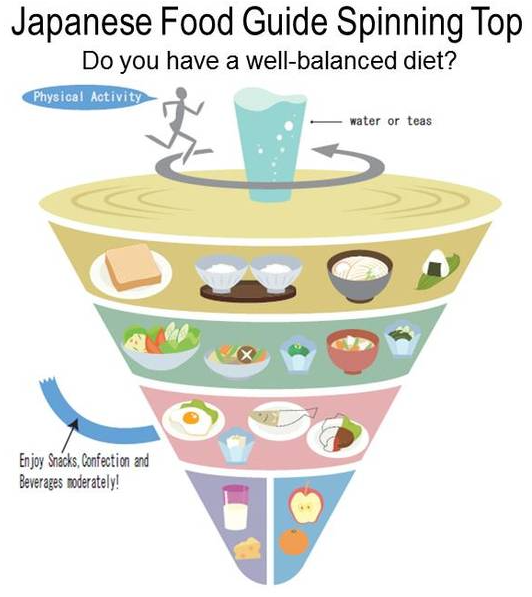 Japanese Food Guide Spinning Top
Do you have a well-balanced diet?
Physical Activity
water or teas
Enjoy Snacks, Confection and
Beverages moderately!